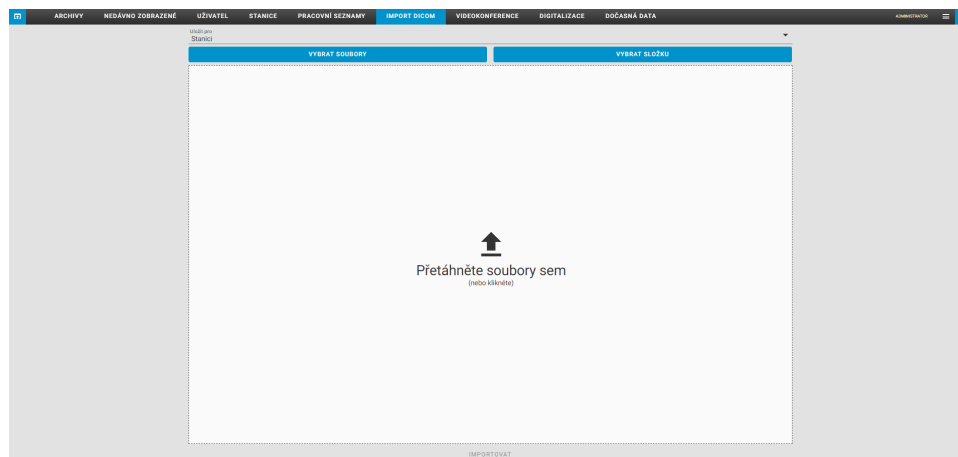 ARCHIVY NEDÁVNO ZOBRAZENÉ UŽIVATEL STANICE PRACOVNÍ SEZNAMY IMPORT DICOM VIDEOKONFERENCE DIGITALIZACE DOČASNÁ DATA ADMINISTRATOR
Uložit pro
Stanici
VYBRAT SOUBORY VYBRAT SLOŽKU
Přetáhněte soubory sem
(nebo klikněte)
IMPORTOVAT